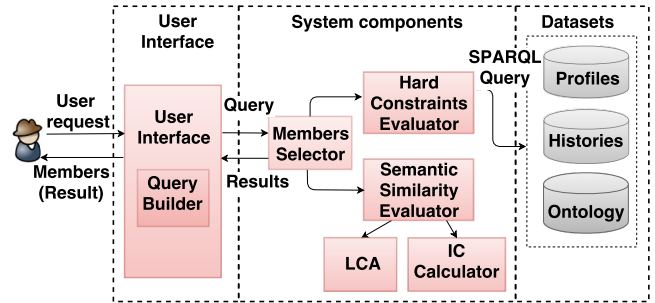 User
Interface
System components
Datasets
User
request
Members
(Result)
User
Interface
Query
Builder
Query
Results
Members
Selector
Hard
Constraints
Evaluator
Semantic
Similarity
Evaluator
LCA
IC
Calculator
SPARQL
Query
Profiles
Histories
Ontology